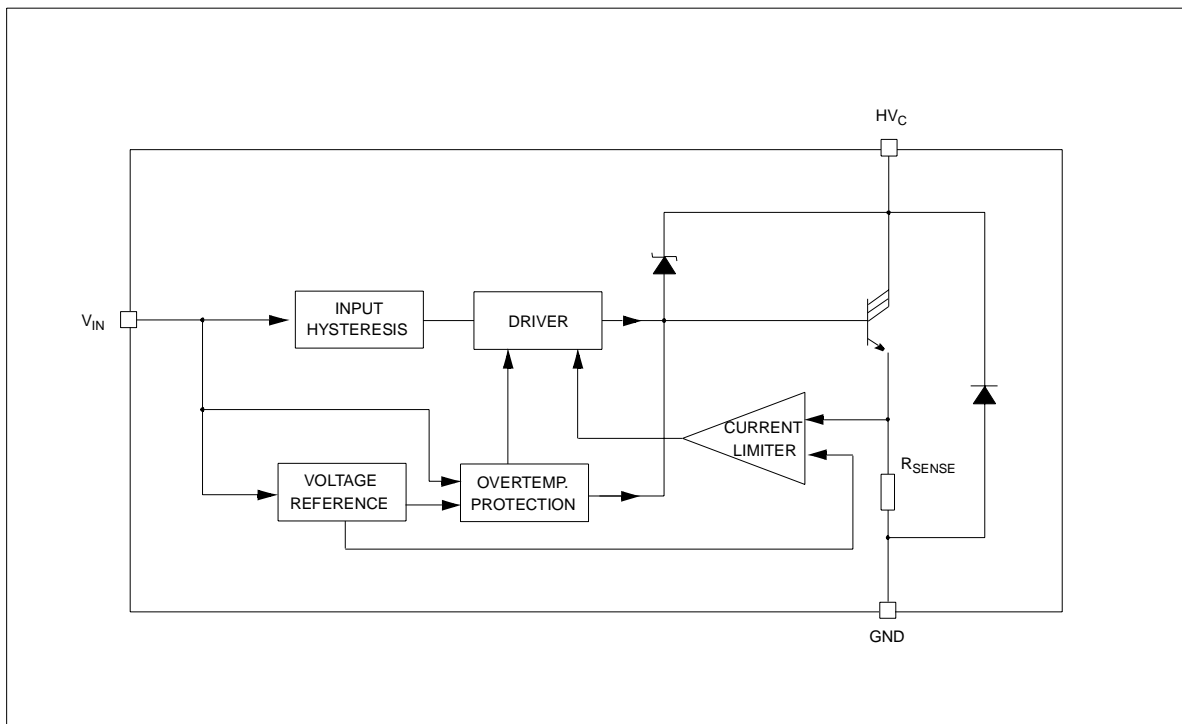 HVC
VIN
INPUT
HYSTERESIS
DRIVER
CURRENT
LIMITER
RSENSE
VOLTAGE
REFERENCE
OVERTEMP.
PROTECTION
GND